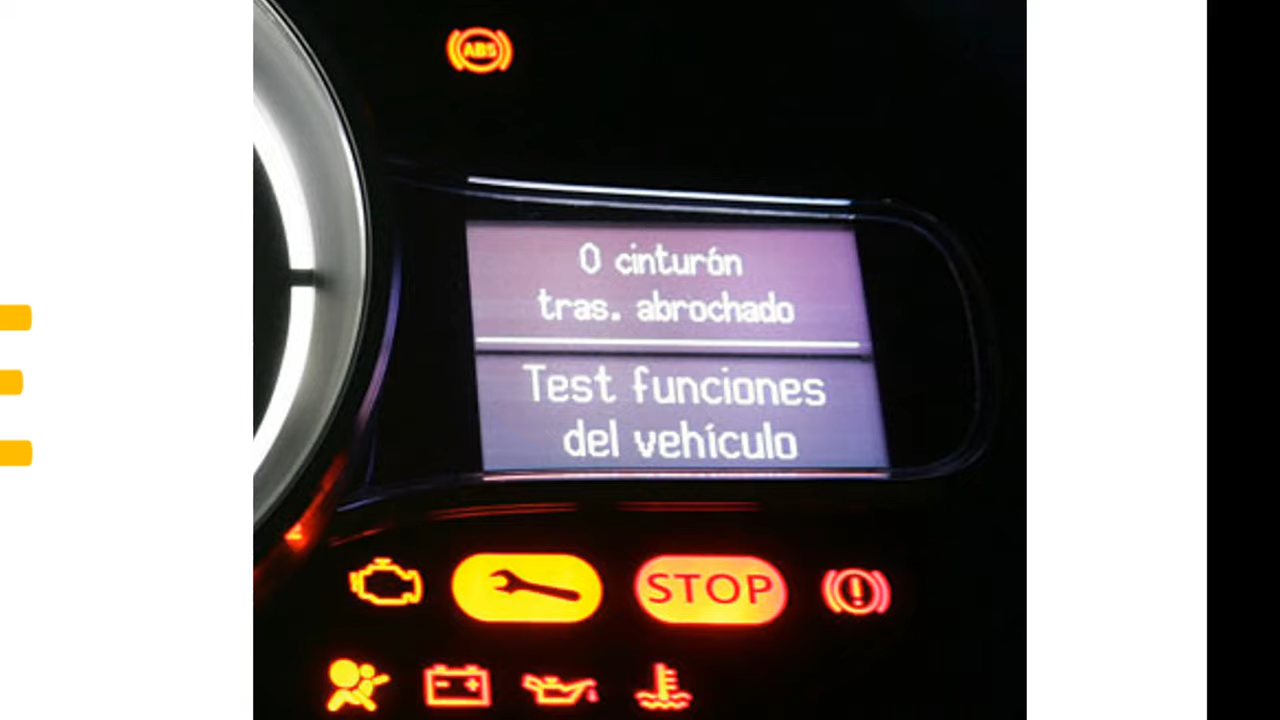 ABS
0 cinturón
tras. abrochado
Test funciones
del vehículo
STOP